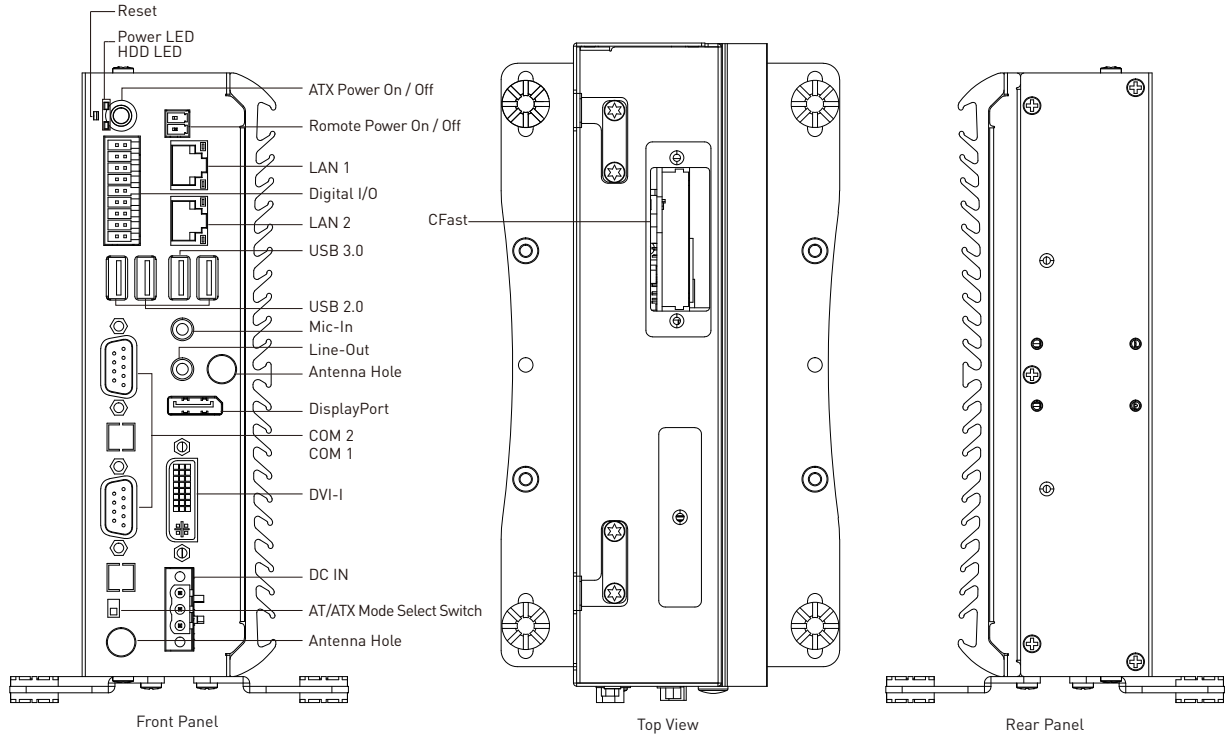 Reset
Power LED
HDD LED
ATX Power On / Off
Romote Power On / Off
LAN 1
Digital I/O
LAN 2
USB 3.0
USB 2.0
Mic-In
Line-Out
Antenna Hole
DisplayPort
COM 2
COM 1
DVI-I
DC IN
AT/ATX Mode Select Switch
Antenna Hole
Front Panel
CFast
Top View
Rear Panel